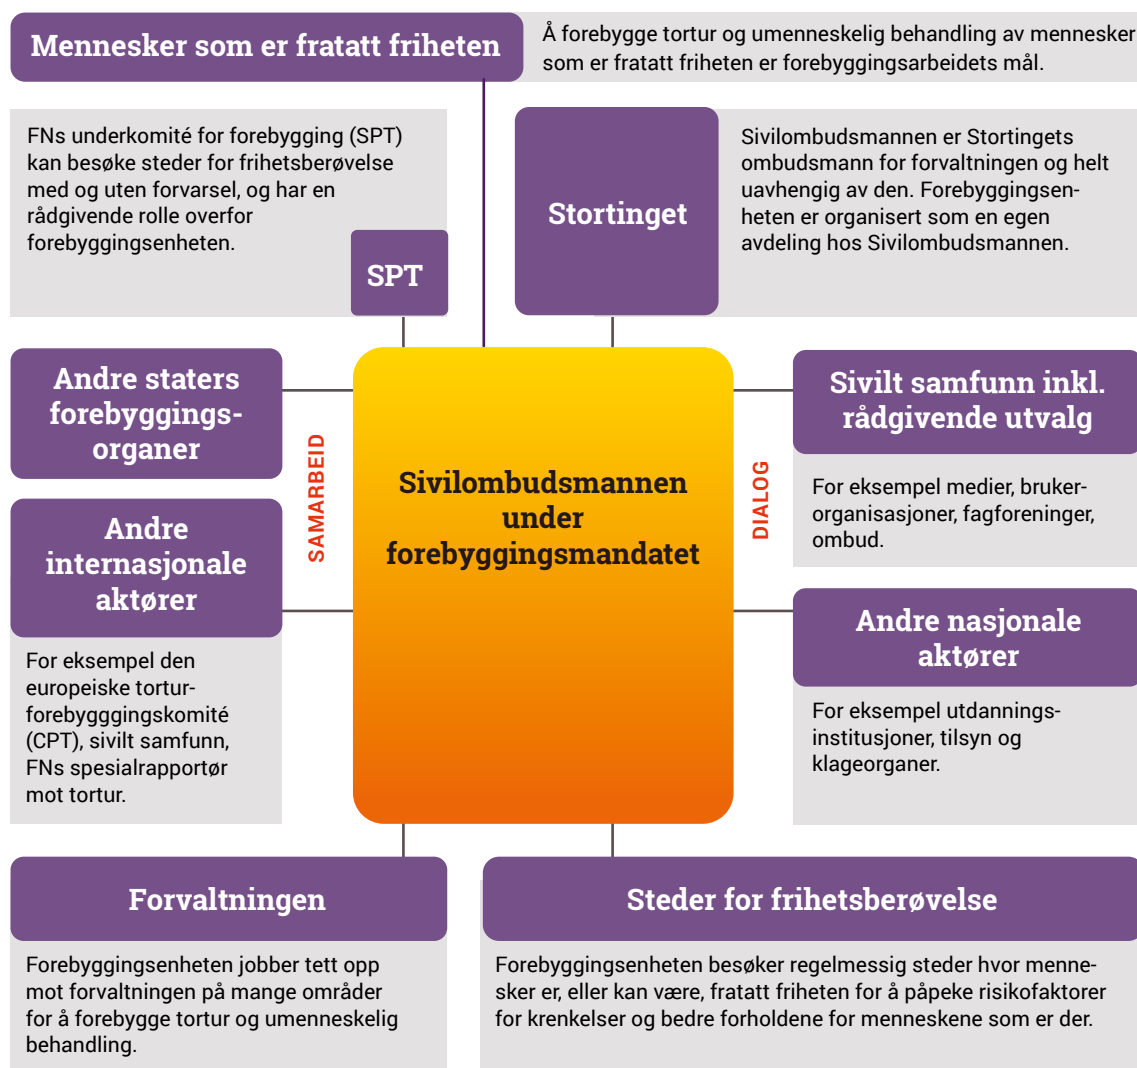 Mennesker som er fratatt friheten
Å forebygge tortur og umenneskelig behandling av mennesker
som er fratatt friheten er forebyggingsarbeidets mål.
FNs underkomité for forebygging (SPT)
kan besøke steder for frihetsberøvelse
med og uten forvarsel, og har en
rådgivende rolle overfor
forebyggingsenheten.
SPT
Stortinget
Sivilombudsmannen er Stortingets
ombudsmann for forvaltningen og helt
uavhengig av den. Forebyggingsen-
heten er organisert som en egen
avdeling hos Sivilombudsmannen.
Andre staters
forebyggings-
organer
Andre
internasjonale
aktører
For eksempel den
europeiske tortur-
forebygggingskomité
(CPT), sivilt samfunn,
FNs spesialrapportør
mot tortur.
SAMARBEID
Sivilombudsmannen
under
forebyggingsmandatet
DIALOG
Sivilt samfunn inkl.
rådgivende utvalg
For eksempel medier, bruker-
organisasjoner, fagforeninger,
ombud.
Andre nasjonale
aktører
For eksempel utdannings-
institusjoner, tilsyn og
klageorganer.
Forvaltningen
Forebyggingsenheten jobber tett opp
mot forvaltningen på mange områder
for å forebygge tortur og umenneskelig
behandling.
Steder for frihetsberøvelse
Forebyggingsenheten besøker regelmessig steder hvor menne-
sker er, eller kan være, fratatt friheten for å påpeke risikofaktorer
for krenkelser og bedre forholdene for menneskene som er der.